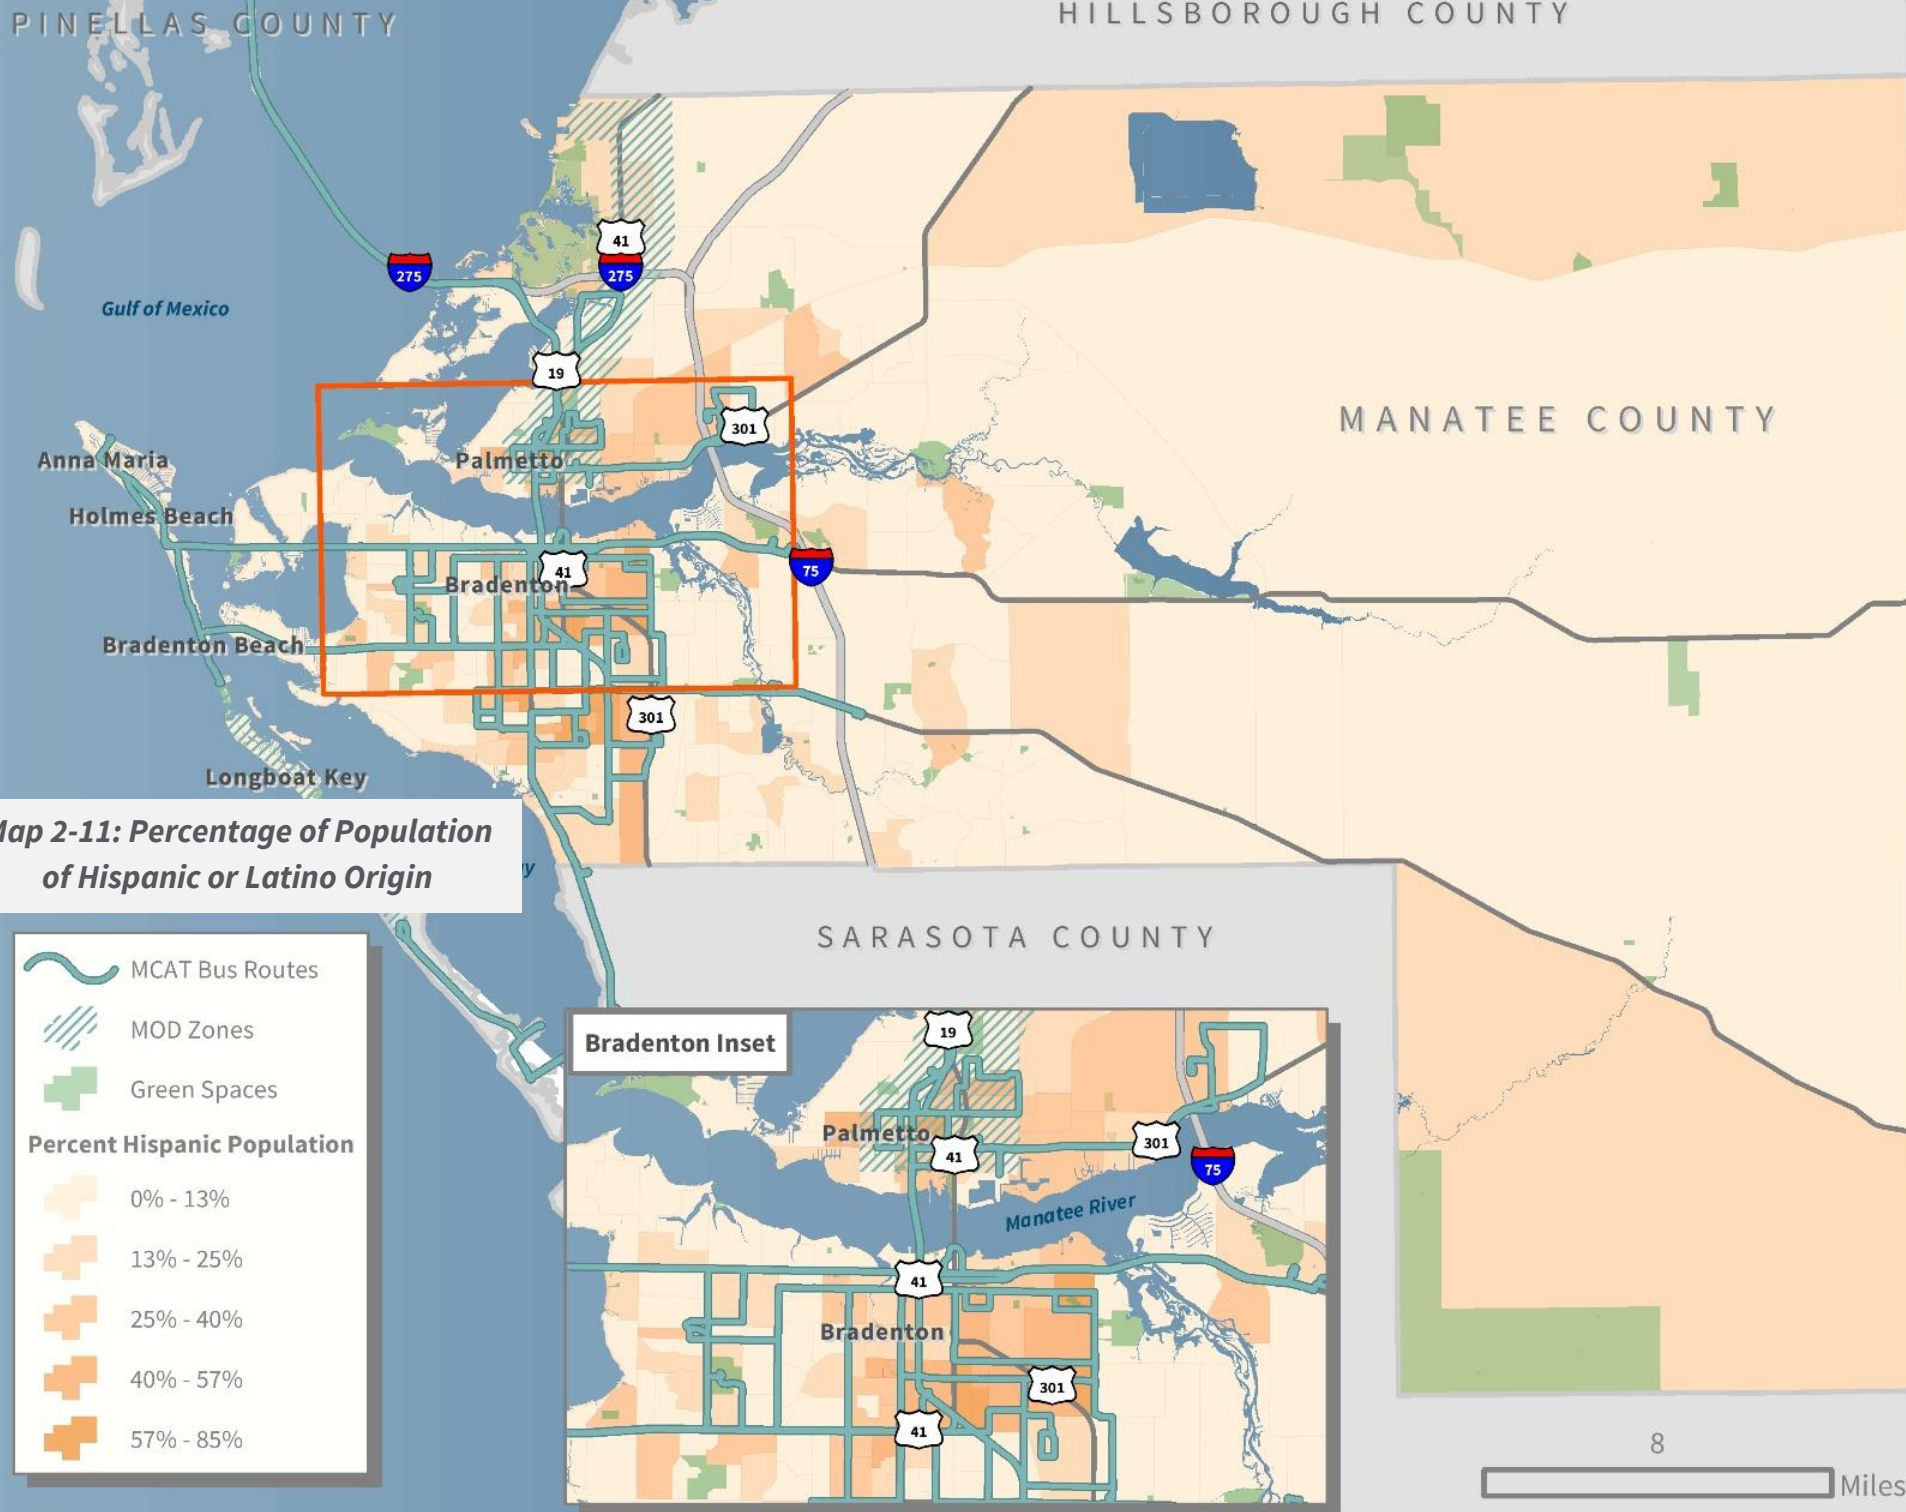 PINELLAS COUNTY
HILLSBOROUGH COUNTY
41
275
275
Gulf of Mexico
19
MANATEE COUNTY
301
Anna Maria
Palmetto
Holmes Beach
41
75
Bradenton
Bradenton Beach
301
Longboat Key
Map 2-11: Percentage of Population
of Hispanic or Latino Origin
SARASOTA COUNTY
MCAT Bus Routes
MOD Zones
Green Spaces
Percent Hispanic Population
0% - 13%
13% - 25%
25% - 40%
40% - 57%
57% - 85%
Bradenton Inset
19
Palmetto
41
301
75
Manatee River
41
Bradenton
301
41
8
Miles